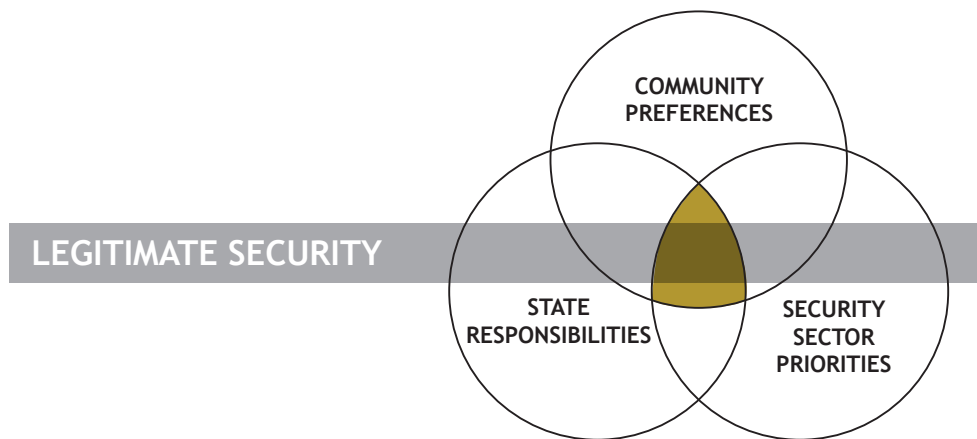 COMMUNITY
PREFERENCES
LEGITIMATE SECURITY
STATE
RESPONSIBILITIES
SECURITY
SECTOR
PRIORITIES